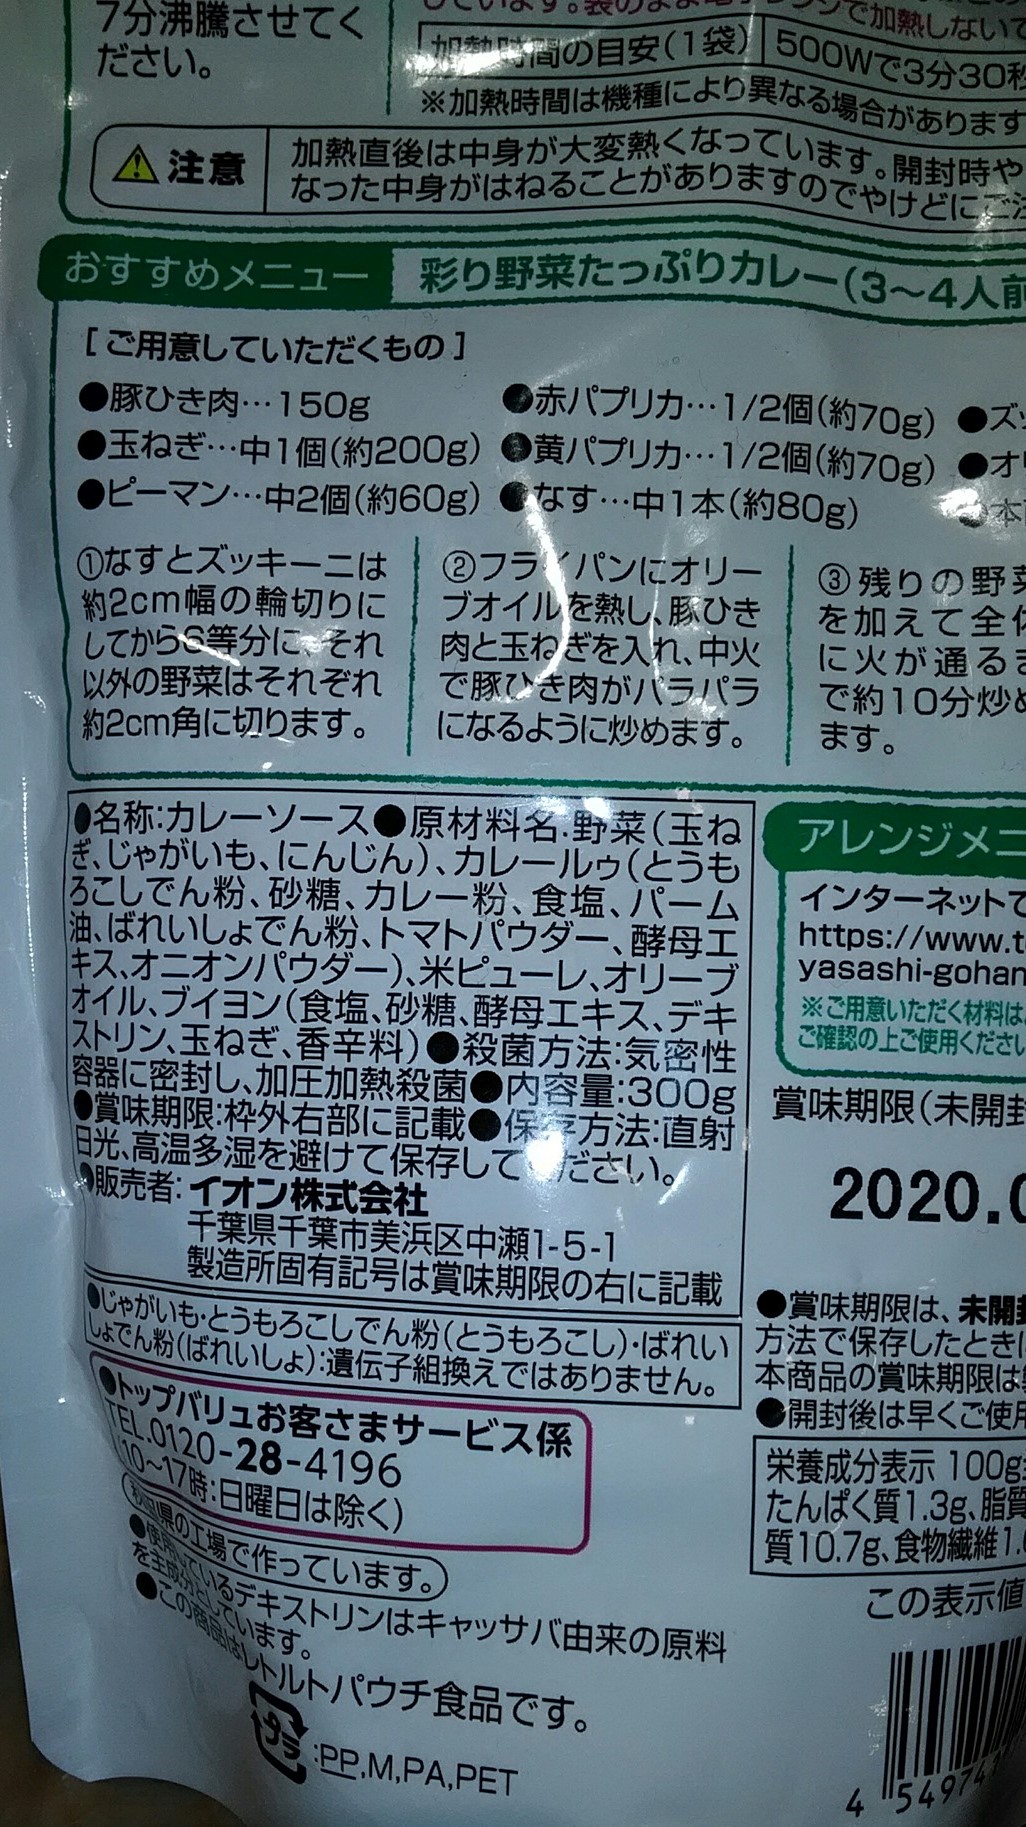 7分沸騰させてく
ださい。
で加熱しないで
加熱時間の目安(1袋) 500Wで3分30秒
※加熱時間は機種により異なる場合があります
注意
加熱直後は中身が大変熱くなっています。開封時や
なった中身がはねることがありますのでやけどにご注
おすすめメニュー 彩り野菜たっぷりカレー(3〜4人前
[ご用意していただくもの]
●豚ひき肉…150g ●赤パプリカ…1/2個(約70g) ●ズッ
●玉ねぎ…中1個(約200g) ●黄パプリカ…1/2個(約70g) ●オリ
●ピーマン…中2個(約60g) ●なす…中1本(約80g) 本
①なすとズッキーニは
約2cm幅の輪切りに
してから6等分に、それ
以外の野菜はそれぞれ
約2cm角に切ります。
②フライパンにオリー
ブオイルを熱し、豚ひき
肉と玉ねぎを入れ、中火
で豚ひき肉がパラパラ
になるように炒めます。
③残りの野菜
を加えて全体
に火が通るま
で約10分炒め
ます。
●名称:カレーソース●原材料名:野菜(玉ね
ぎ、じゃがいも、にんじん)、カレールゥ(とうも
ろこしでん粉、砂糖、カレー粉、食塩、パーム
油、ばれいしょでん粉、トマトパウダー、酵母エ
キス、オニオンパウダー)、米ピューレ、オリーブ
オイル、ブイヨン(食塩、砂糖、酵母エキス、デキ
ストリン、玉ねぎ、香辛料)●殺菌方法:気密性
容器に密封し、加圧加熱殺菌●内容量:300g
●賞味期限:枠外右部に記載●保存方法:直射
日光、高温多湿を避けて保存してください。
●販売者:イオン株式会社
千葉県千葉市美浜区中瀬1-5-1
製造所固有記号は賞味期限の右に記載
●じゃがいも・とうもろこしでん粉(とうもろこし)・ばれい
しょでん粉(ばれいしょ):遺伝子組換えではありません。
●トップバリュお客さまサービス係
TEL.0120-28-4196
(10〜17時:日曜日は除く)
県の工場で作っています。
●使用しているデキストリンはキャッサバ由来の原料
を主成分としています。
●この商品はレトルトパウチ食品です。
プラ :PP,M,PA,PET
アレンジメニ
インターネットで
https://www.t
yasashi-gohan
※ご用意いただく材料は
ご確認の上ご使用ください
賞味期限(未開封
2020.0
●賞味期限は、未開封
方法で保存したときに
本商品の賞味期限は
●開封後は早くご使用
栄養成分表示 100g
たんぱく質1.3g、脂質
質10.7g、食物繊維1.
この表示値
4 54974